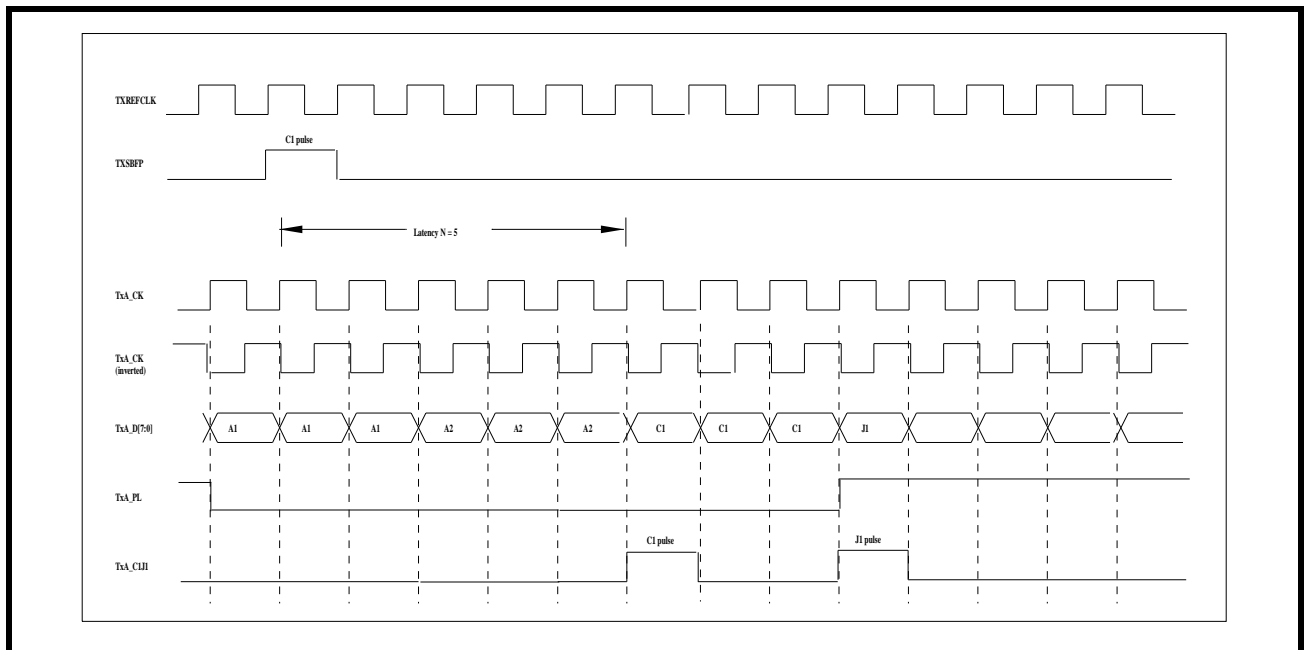 TXREFCLK
C1 pulse
TXSBFP
Latency N = 5
TxA_CK
TxA_CK
(inverted)
TxA_D[7:0]
A1 A1 A1 A2 A2 A2 C1 C1 C1 J1
TxA_PL
C1 pulse J1 pulse
TxA_C1J1